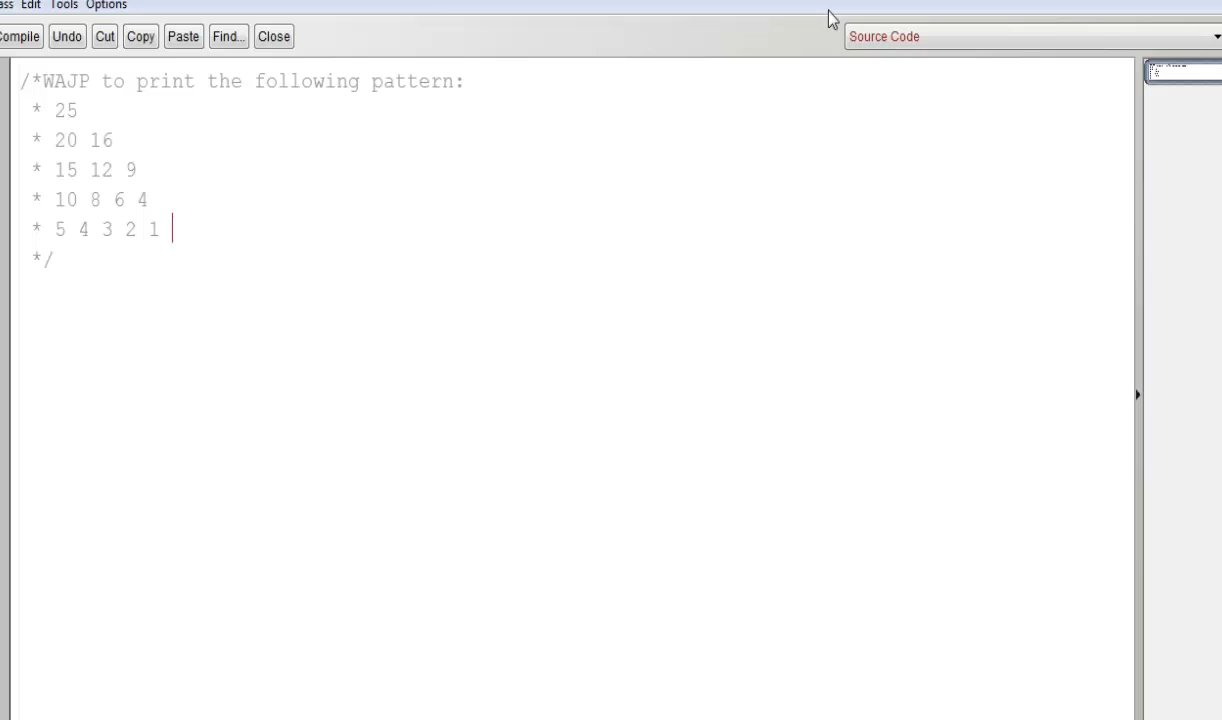 ass Edit Tools Options
Compile Undo Cut Copy Paste Find... Close Source Code
/*WAJP to print the following pattern:
* 25
* 20 16
* 15 12 9
* 10 8 6 4
* 5 4 3 2 1
*/